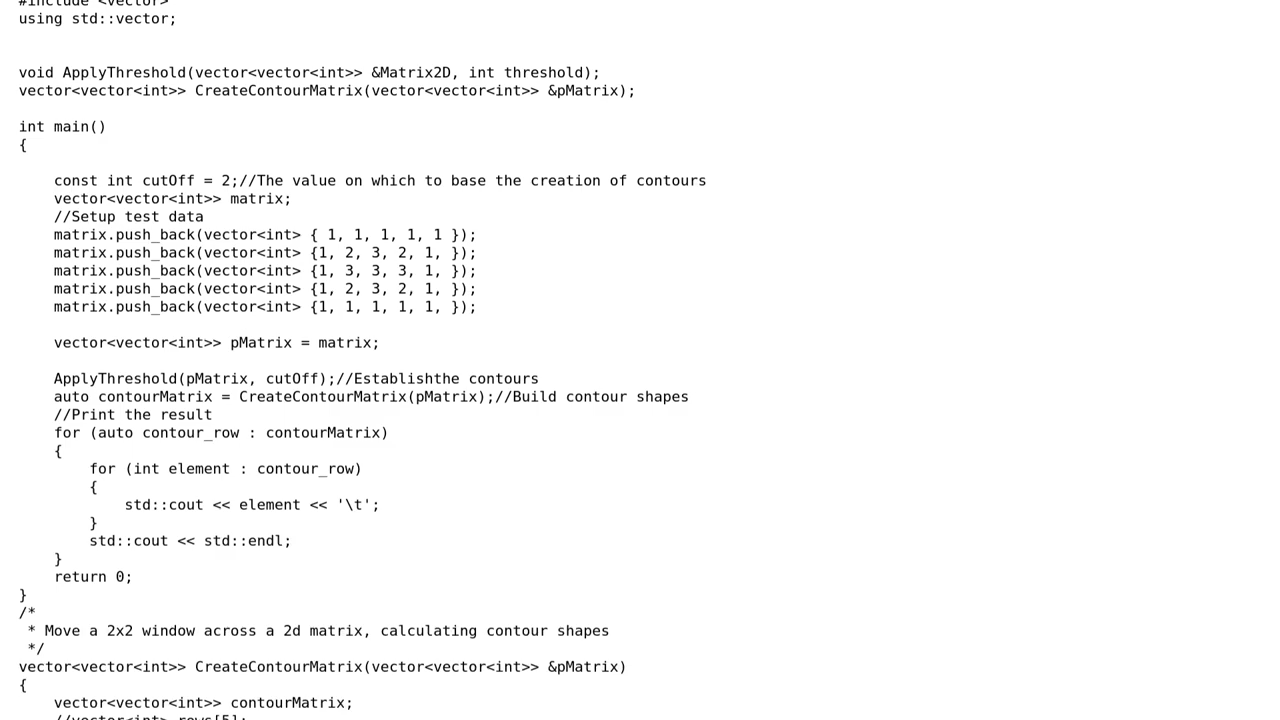 #include <vector>
using std::vector;
void ApplyThreshold(vector<vector<int>> &Matrix2D, int threshold);
vector<vector<int>> CreateContourMatrix(vector<vector<int>> &pMatrix);
int main()
{
    const int cutOff = 2;//The value on which to base the creation of contours
    vector<vector<int>> matrix;
    //Setup test data
    matrix.push_back(vector<int> { 1, 1, 1, 1, 1 });
    matrix.push_back(vector<int> {1, 2, 3, 2, 1, });
    matrix.push_back(vector<int> {1, 3, 3, 3, 1, });
    matrix.push_back(vector<int> {1, 2, 3, 2, 1, });
    matrix.push_back(vector<int> {1, 1, 1, 1, 1, });
    vector<vector<int>> pMatrix = matrix;
    ApplyThreshold(pMatrix, cutOff);//Establishthe contours
    auto contourMatrix = CreateContourMatrix(pMatrix);//Build contour shapes
    //Print the result
    for (auto contour_row : contourMatrix)
    {
        for (int element : contour_row)
        {
            std::cout << element << '\t';
        }
        std::cout << std::endl;
    }
    return 0;
}
/*
 * Move a 2x2 window across a 2d matrix, calculating contour shapes
 */
vector<vector<int>> CreateContourMatrix(vector<vector<int>> &pMatrix)
{
    vector<vector<int>> contourMatrix;
    //vector<int> rows[5];